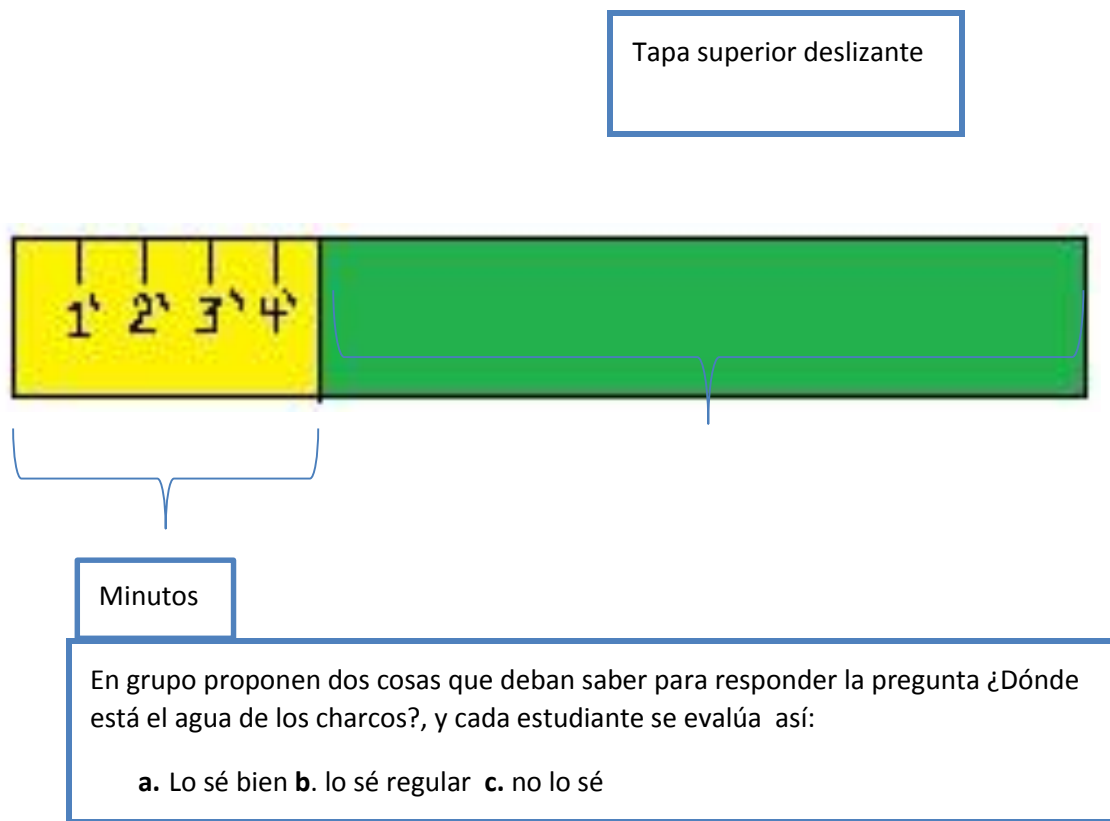 Tapa superior deslizante
1' 2' 3' 4'
Minutos
En grupo proponen dos cosas que deban saber para responder la pregunta ¿Dónde
está el agua de los charcos?, y cada estudiante se evalúa así:
a. Lo sé bien b. lo sé regular c. no lo sé